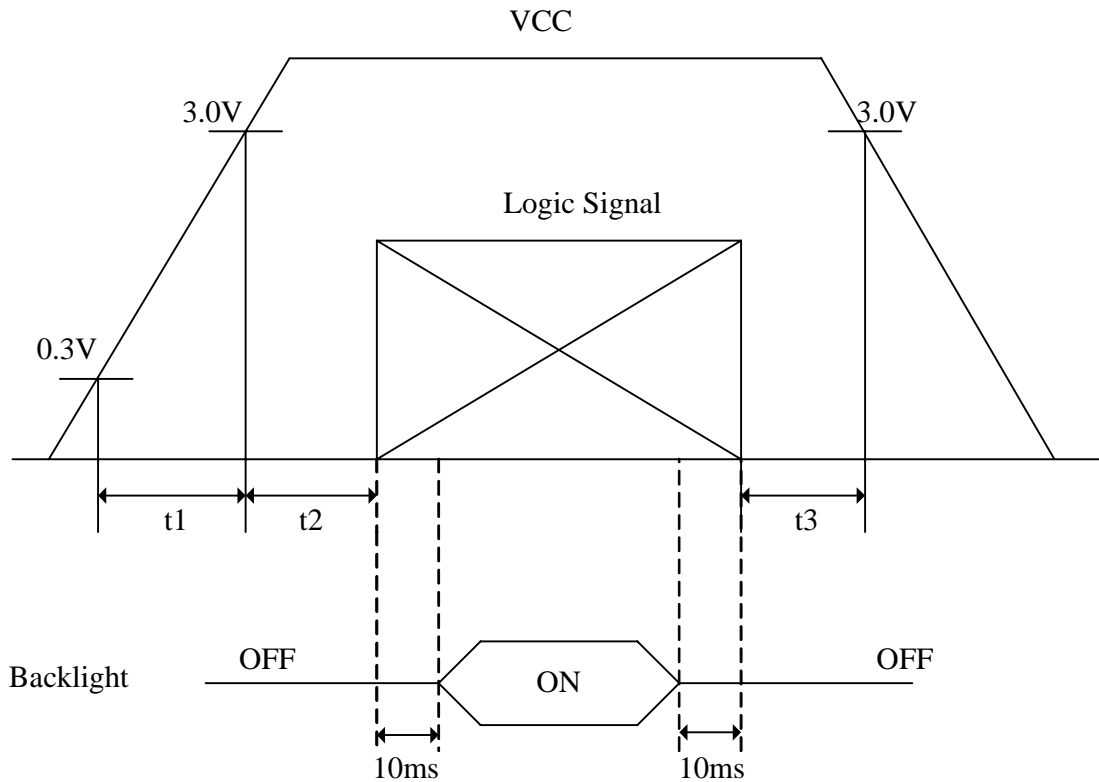 VCC
3.0V
3.0V
Logic Signal
0.3V
t1
t2
t3
Backlight
OFF
ON
OFF
10ms
10ms